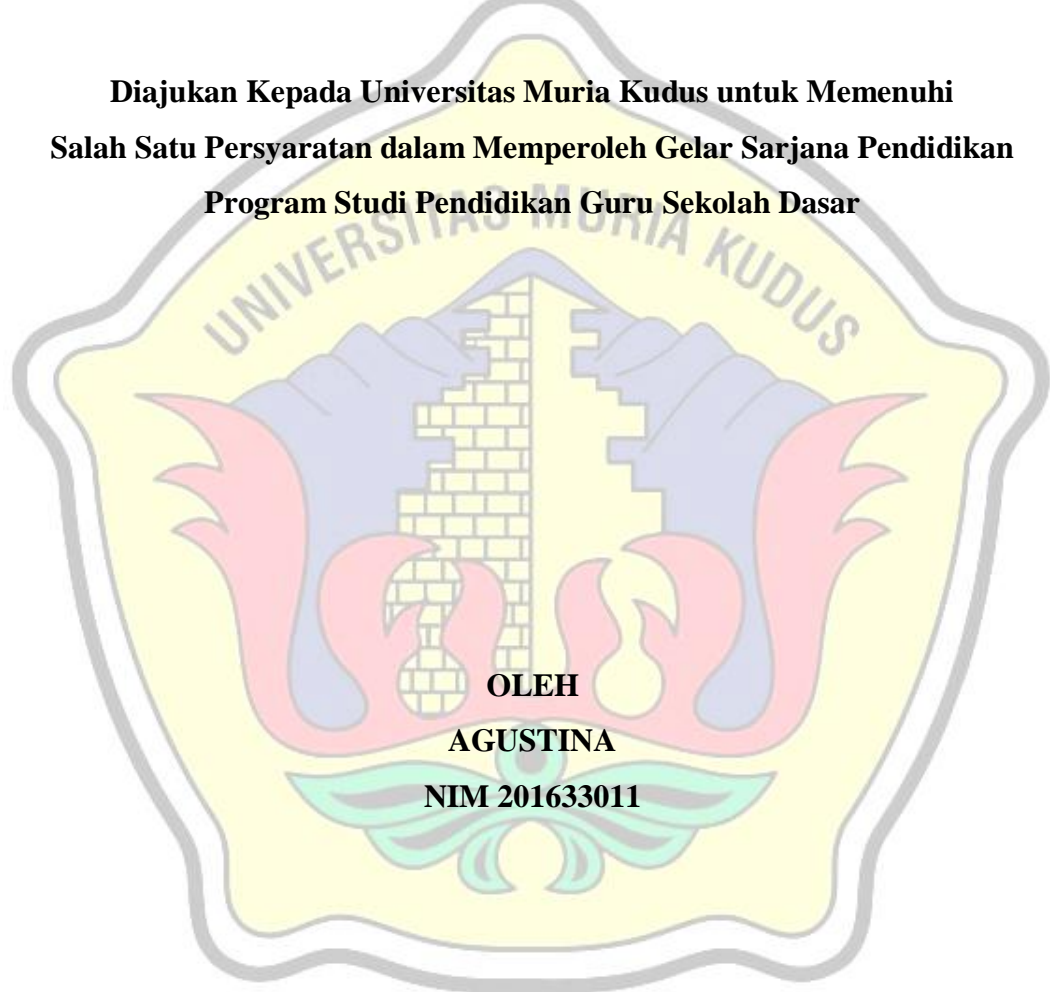 Diajukan Kepada Universitas Muria Kudus untuk Memenuhi
Salah Satu Persyaratan dalam Memperoleh Gelar Sarjana Pendidikan
Program Studi Pendidikan Guru Sekolah Dasar
UNIVERSITAS MURIA KUDUS
OLEH
AGUSTINA
NIM 201633011